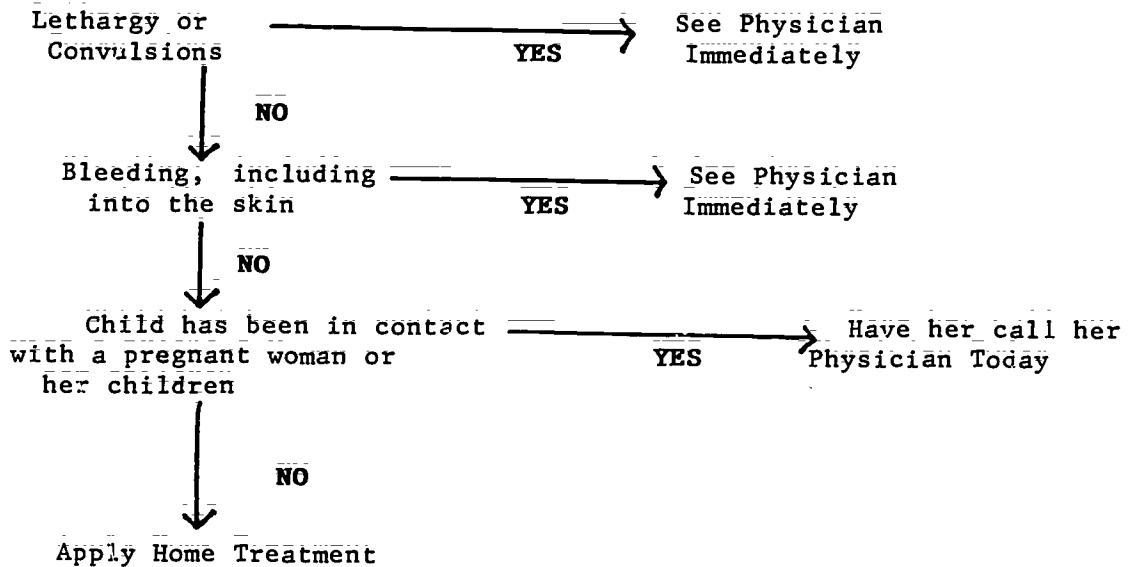 Lethargy or
Convulsions
YES
See Physician
Immediately
NO
Bleeding, including
into the skin
YES
See Physician
Immediately
NO
Child has been in contact
with a pregnant woman or
her children
YES
Have her call her
Physician Today
NO
Apply Home Treatment